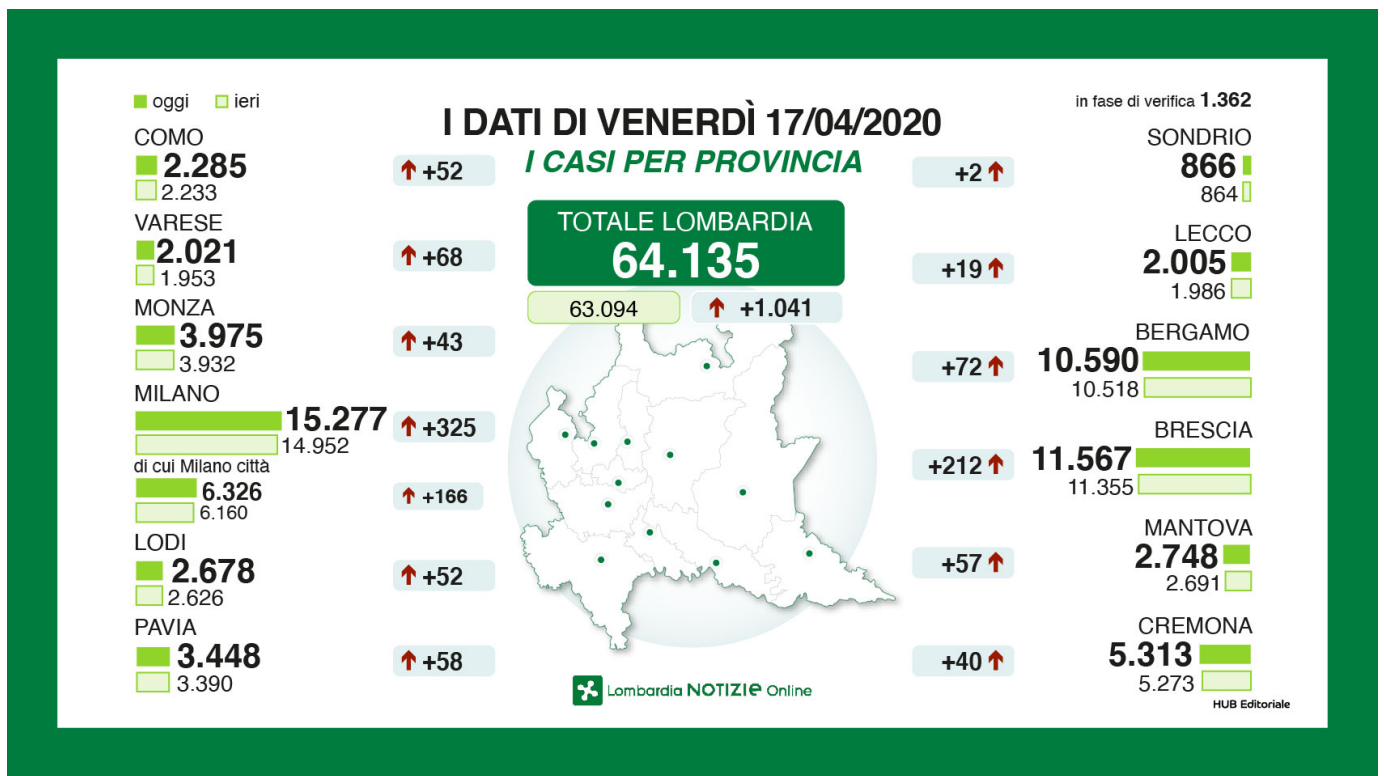 oggi ieri
I DATI DI VENERDÌ 17/04/2020
I CASI PER PROVINCIA
in fase di verifica 1.362
TOTALE LOMBARDIA
64.135
63.094
+1.041
COMO
2.285
2.233
+52
VARESE
2.021
1.953
+68
MONZA
3.975
3.932
+43
MILANO
15.277
14.952
+325
di cui Milano città
6.326
6.160
+166
LODI
2.678
2.626
+52
PAVIA
3.448
3.390
+58
SONDRIO
866
864
+2
LECCO
2.005
1.986
+19
BERGAMO
10.590
10.518
+72
BRESCIA
11.567
11.355
+212
MANTOVA
2.748
2.691
+57
CREMONA
5.313
5.273
+40
Lombardia NOTIZIe Online
HUB Editoriale